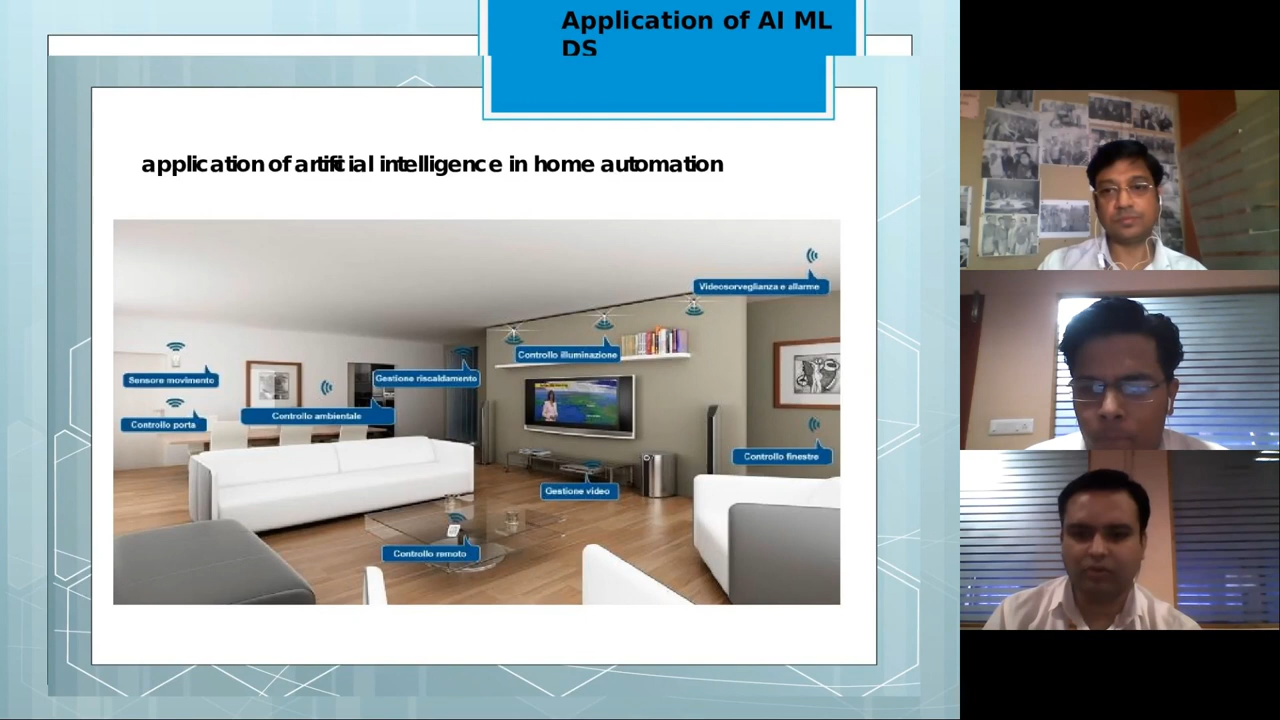 Application of AI ML
DS
application of artificial intelligence in home automation
Videosorveglianza e allarme
Controllo illuminazione
Sensore movimento
Gestione riscaldamento
Controllo ambientale
Controllo porta
Controllo finestre
Gestione video
Controllo remoto